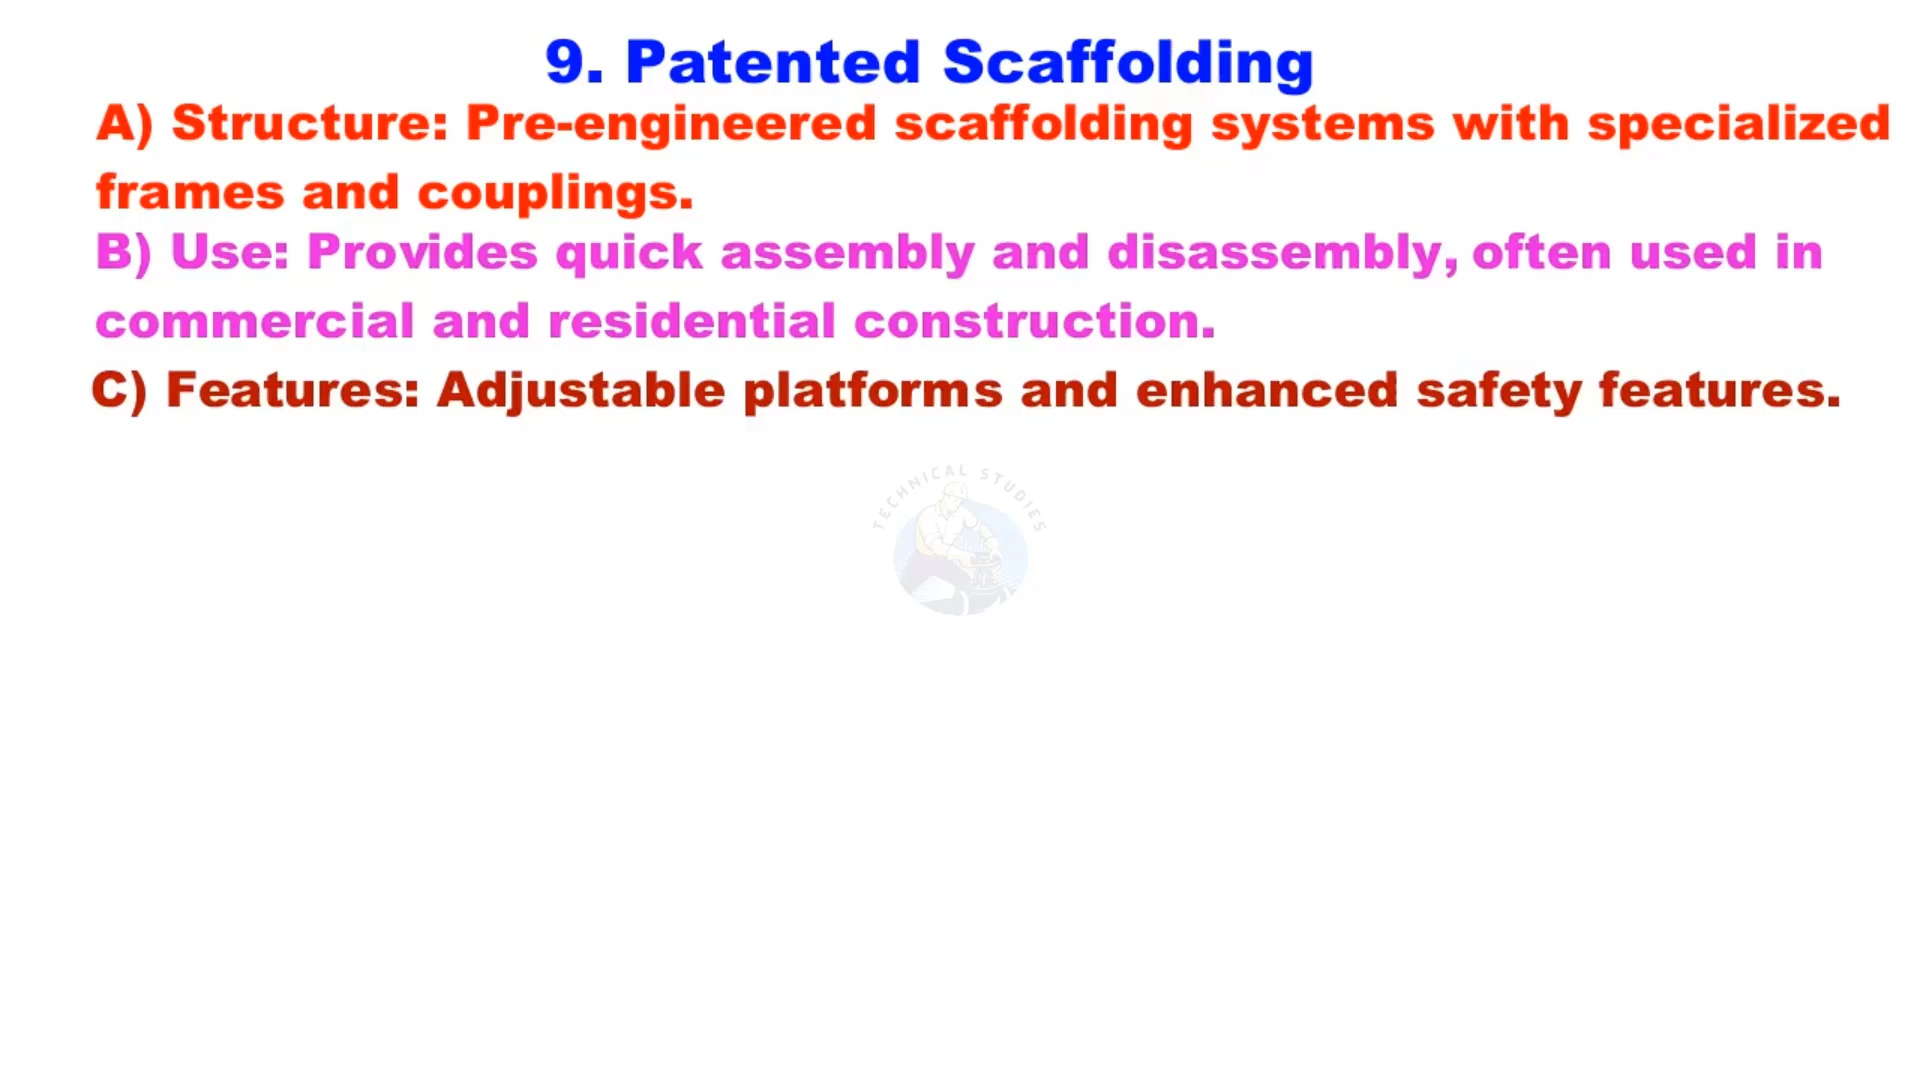 9. Patented Scaffolding
A) Structure: Pre-engineered scaffolding systems with specialized
frames and couplings.
B) Use: Provides quick assembly and disassembly, often used in
commercial and residential construction.
C) Features: Adjustable platforms and enhanced safety features.
TECHNICAL STUDIES